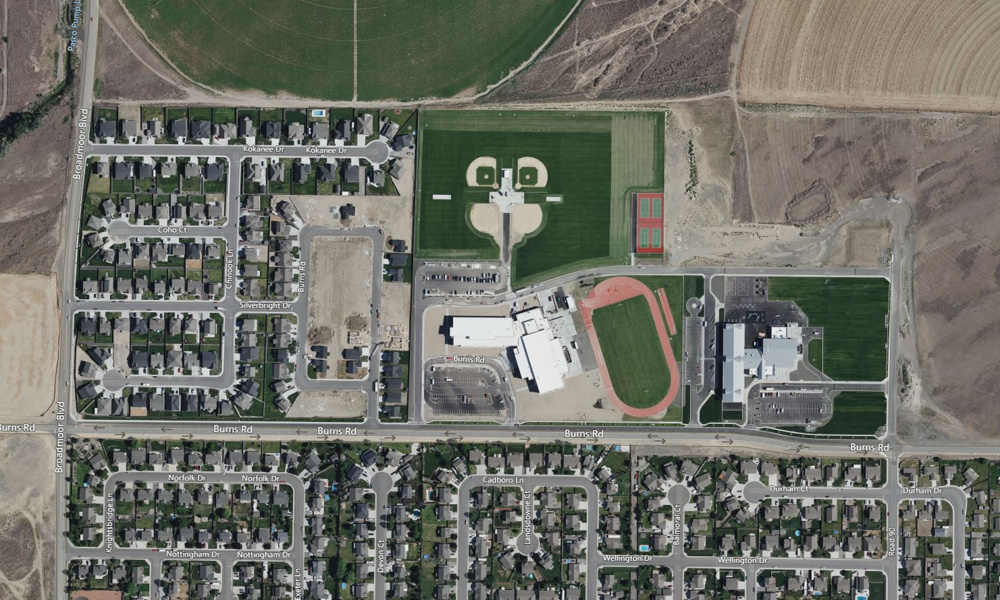 Pasco Pump L
Broadmoor Blvd
Kokanee Dr
Kokanee Dr
Coho Ct
Chinook Ln
Burns Rd
Silverbright Dr
Burns Rd
Broadmoor Blvd
Burns Rd
Burns Rd
Burns Rd
Burns Rd
Burns Rd
Norfolk Dr
Norfolk Dr
Cadboro Ln
Durham Ct
Durham Dr
Knightsbridge Ln
Landsdowne Ct
Balmoral Ct
Road 90
Nottingham Dr
Nottingham Dr
Devon Ct
Wellington Dr
Wellington Dr
Exeter Ln